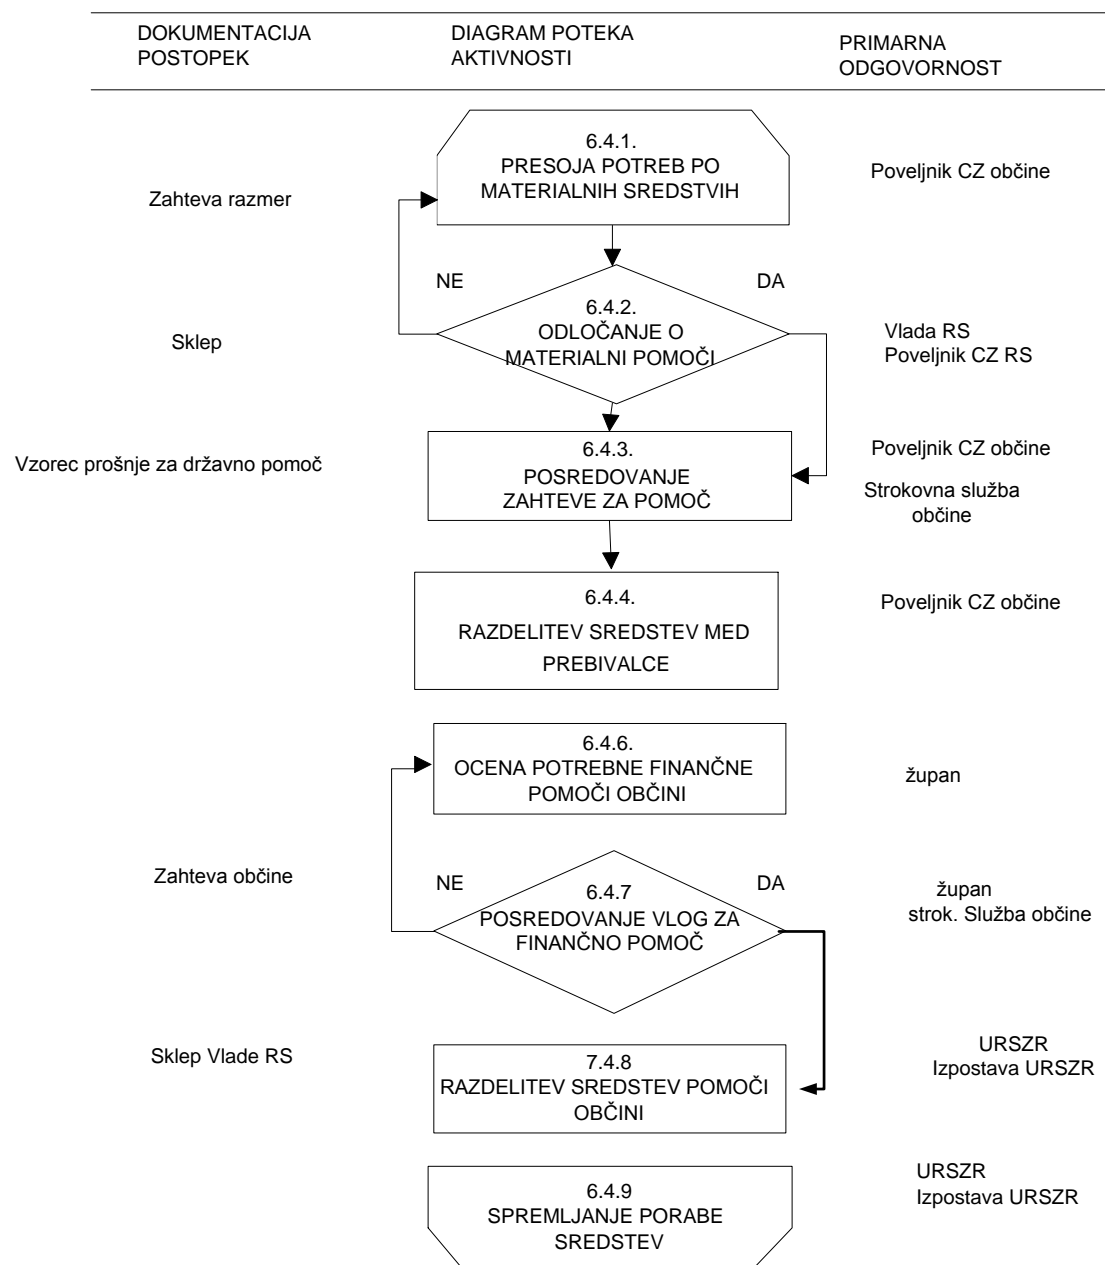 DOKUMENTACIJA
POSTOPEK
DIAGRAM POTEKA
AKTIVNOSTI
PRIMARNA
ODGOVORNOST
6.4.1.
PRESOJA POTREB PO
MATERIALNIH SREDSTVIH
Poveljnik CZ občine
Zahteva razmer
NE
DA
6.4.2.
ODLOČANJE O
MATERIALNI POMOČI
Sklep
Vlada RS
Poveljnik CZ RS
6.4.3.
POSREDOVANJE
ZAHTEVE ZA POMOČ
Vzorec prošnje za državno pomoč
Poveljnik CZ občine
Strokovna služba
občine
6.4.4.
RAZDELITEV SREDSTEV MED
PREBIVALCE
Poveljnik CZ občine
6.4.6.
OCENA POTREBNE FINANČNE
POMOČI OBČINI
župan
Zahteva občine
NE
DA
6.4.7
POSREDOVANJE VLOG ZA
FINANČNO POMOČ
župan
strok. Služba občine
Sklep Vlade RS
7.4.8
RAZDELITEV SREDSTEV POMOČI
OBČINI
URSZR
Izpostava URSZR
6.4.9
SPREMLJANJE PORABE
SREDSTEV
URSZR
Izpostava URSZR